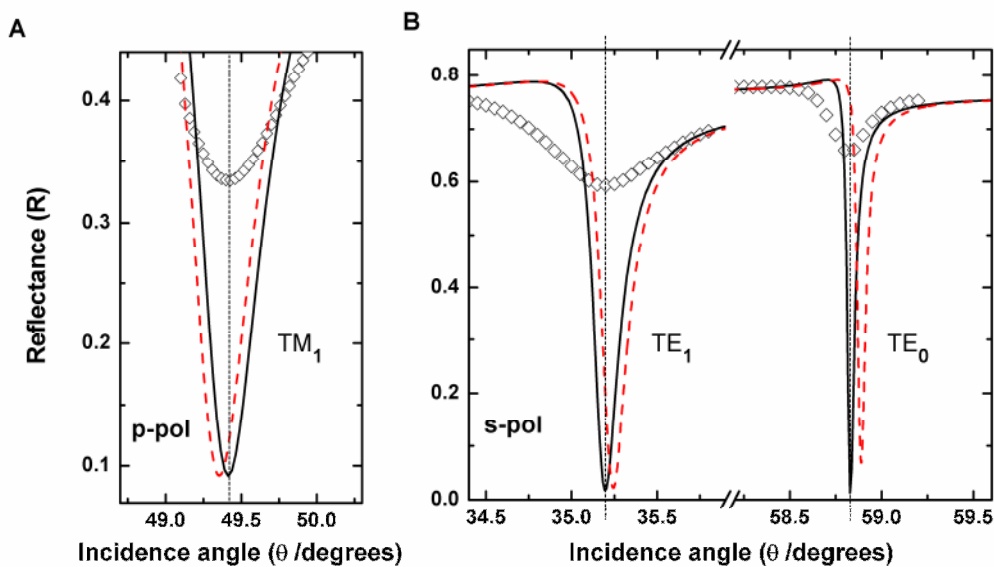 A
B
0.4
0.3
0.2
0.1
Reflectance (R)
TM1
p-pol
49.0 49.5 50.0
Incidence angle (θ /degrees)
0.8
0.6
0.4
0.2
0.0
TE1
TE0
s-pol
34.5 35.0 35.5 58.5 59.0 59.5
Incidence angle (θ /degrees)